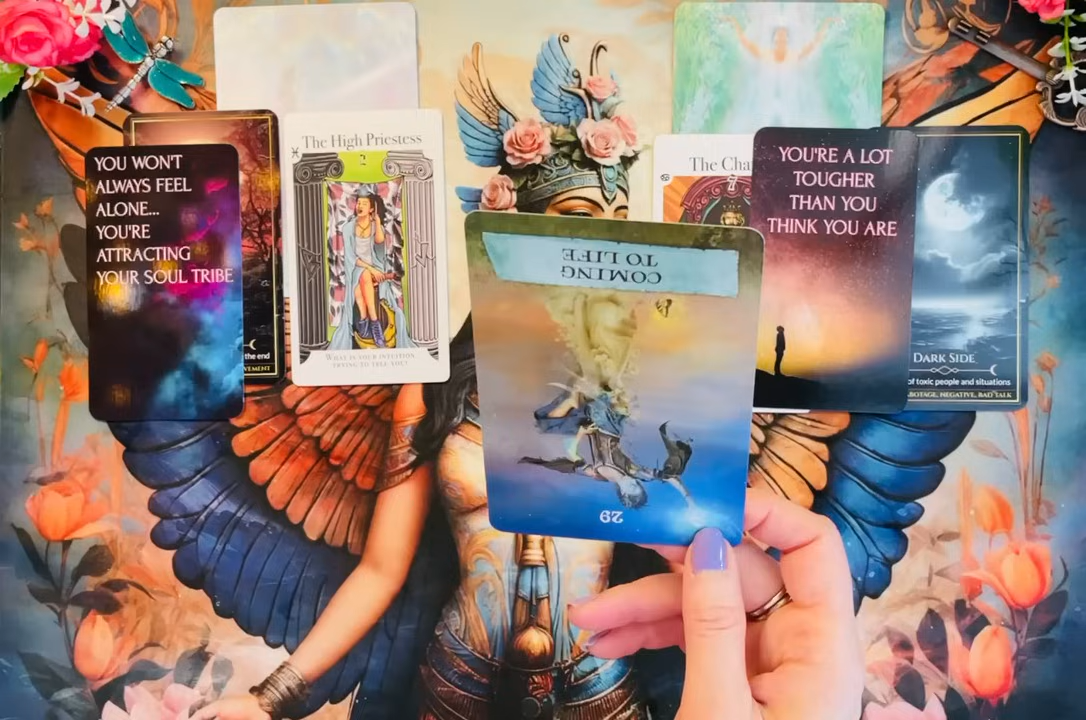 YOU WON'T
ALWAYS FEEL
ALONE...
YOU'RE
ATTRACTING
YOUR SOUL TRIBE
the end
The High Priestess
2
WHAT IS YOUR INTUITION
TRYING TO TELL YOU?
COMING
TO LIFE
29
The Cha
7
YOU'RE A LOT
TOUGHER
THAN YOU
THINK YOU ARE
DARK SIDE
of toxic people and situations
BOTAGE, NEGATIVE, BAD TALK